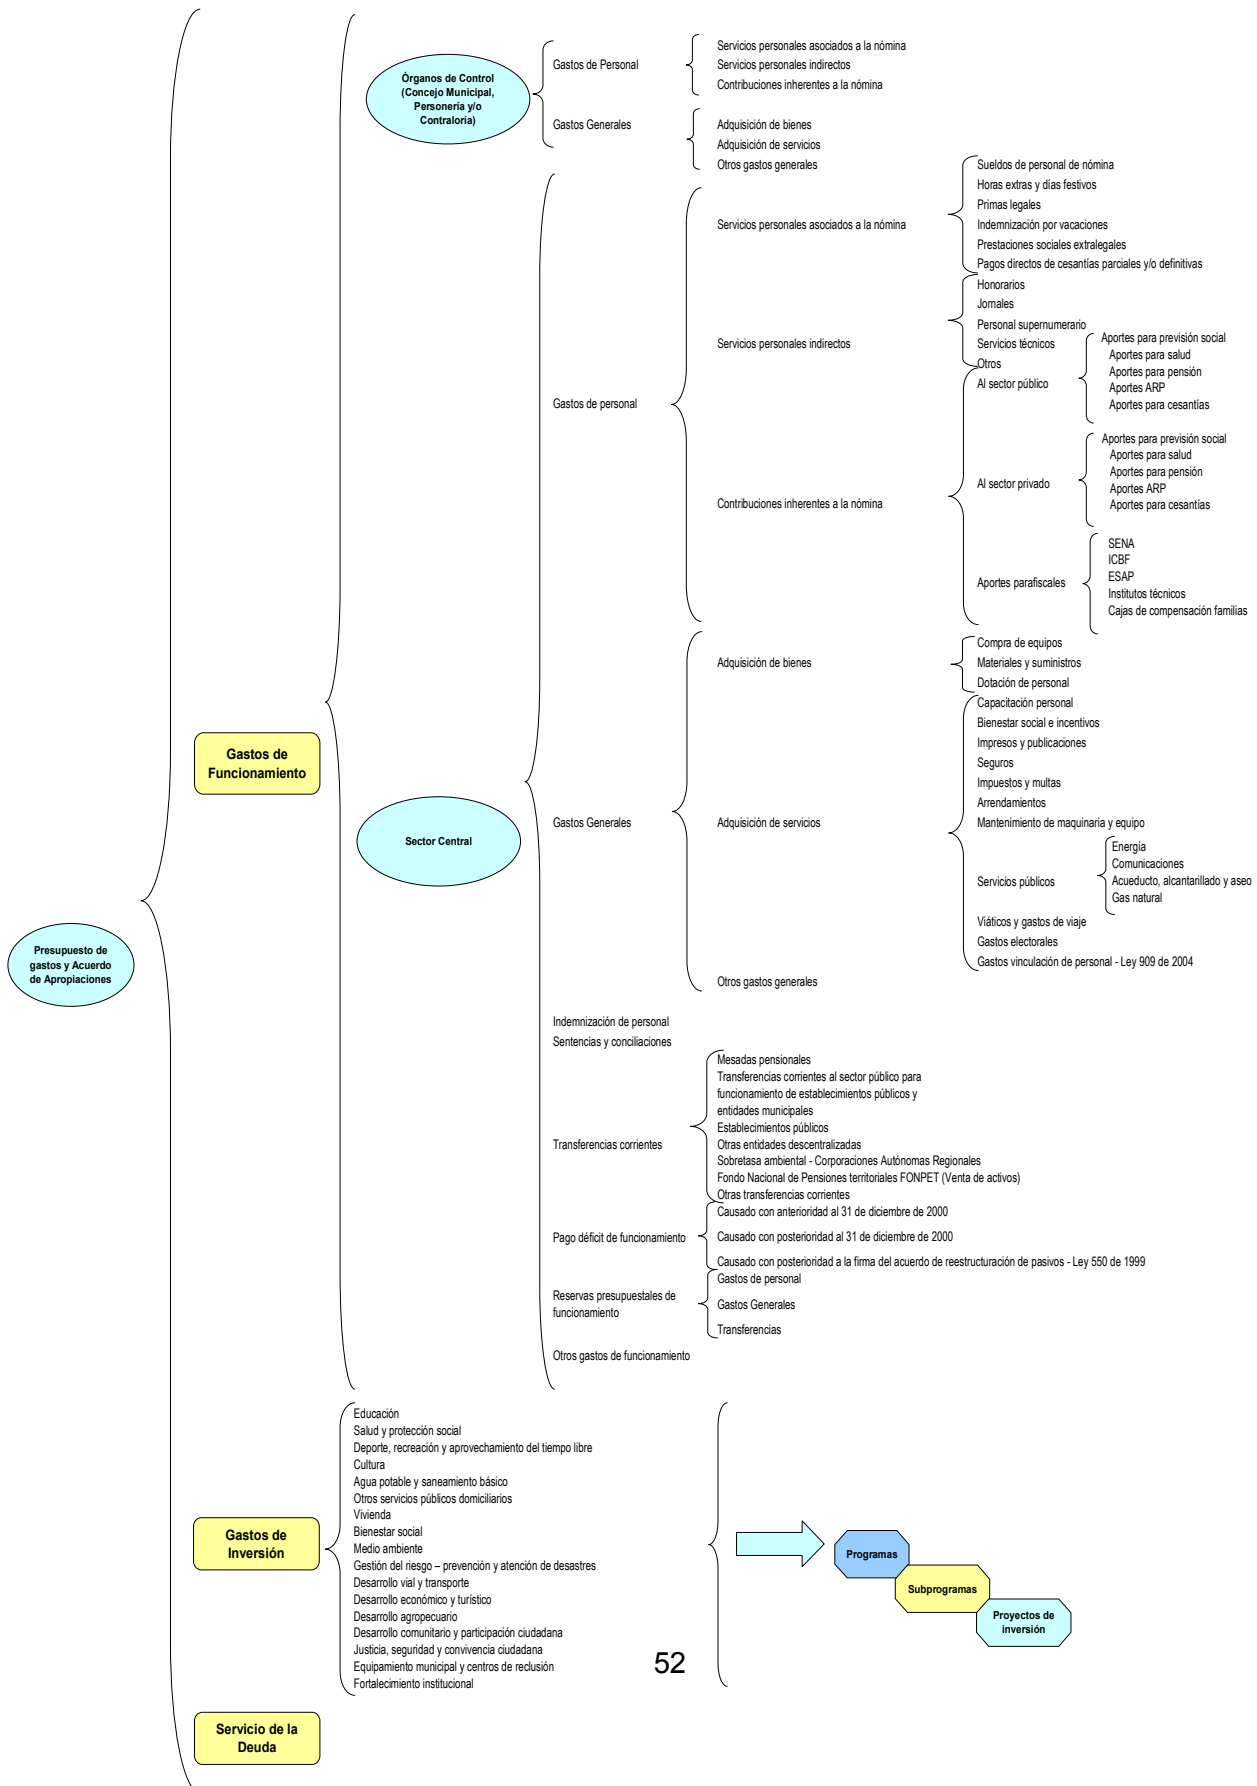 Presupuesto de
gastos y Acuerdo
de Apropiaciones
Gastos de
Funcionamiento
Órganos de Control
(Concejo Municipal,
Personería y/o
Contraloría)
Gastos de Personal
Servicios personales asociados a la nómina
Servicios personales indirectos
Contribuciones inherentes a la nómina
Gastos Generales
Adquisición de bienes
Adquisición de servicios
Otros gastos generales
Sector Central
Gastos de personal
Servicios personales asociados a la nómina
Sueldos de personal de nómina
Horas extras y días festivos
Primas legales
Indemnización por vacaciones
Prestaciones sociales extralegales
Pagos directos de cesantías parciales y/o definitivas
Servicios personales indirectos
Honorarios
Jornales
Personal supernumerario
Servicios técnicos
Otros
Contribuciones inherentes a la nómina
Al sector público
Aportes para previsión social
Aportes para salud
Aportes para pensión
Aportes ARP
Aportes para cesantías
Al sector privado
Aportes para previsión social
Aportes para salud
Aportes para pensión
Aportes ARP
Aportes para cesantías
Aportes parafiscales
SENA
ICBF
ESAP
Institutos técnicos
Cajas de compensación familias
Gastos Generales
Adquisición de bienes
Compra de equipos
Materiales y suministros
Dotación de personal
Adquisición de servicios
Capacitación personal
Bienestar social e incentivos
Impresos y publicaciones
Seguros
Impuestos y multas
Arrendamientos
Mantenimiento de maquinaria y equipo
Servicios públicos
Energía
Comunicaciones
Acueducto, alcantarillado y aseo
Gas natural
Viáticos y gastos de viaje
Gastos electorales
Gastos vinculación de personal - Ley 909 de 2004
Otros gastos generales
Indemnización de personal
Sentencias y conciliaciones
Transferencias corrientes
Mesadas pensionales
Transferencias corrientes al sector público para
funcionamiento de establecimientos públicos y
entidades municipales
Establecimientos públicos
Otras entidades descentralizadas
Sobretasa ambiental - Corporaciones Autónomas Regionales
Fondo Nacional de Pensiones territoriales FONPET (Venta de activos)
Otras transferencias corrientes
Pago déficit de funcionamiento
Causado con anterioridad al 31 de diciembre de 2000
Causado con posterioridad al 31 de diciembre de 2000
Causado con posterioridad a la firma del acuerdo de reestructuración de pasivos - Ley 550 de 1999
Reservas presupuestales de
funcionamiento
Gastos de personal
Gastos Generales
Transferencias
Otros gastos de funcionamiento
Gastos de
Inversión
Educación
Salud y protección social
Deporte, recreación y aprovechamiento del tiempo libre
Cultura
Agua potable y saneamiento básico
Otros servicios públicos domiciliarios
Vivienda
Bienestar social
Medio ambiente
Gestión del riesgo – prevención y atención de desastres
Desarrollo vial y transporte
Desarrollo económico y turístico
Desarrollo agropecuario
Desarrollo comunitario y participación ciudadana
Justicia, seguridad y convivencia ciudadana
Equipamiento municipal y centros de reclusión
Fortalecimiento institucional
Programas
Subprogramas
Proyectos de
inversión
52
Servicio de la
Deuda